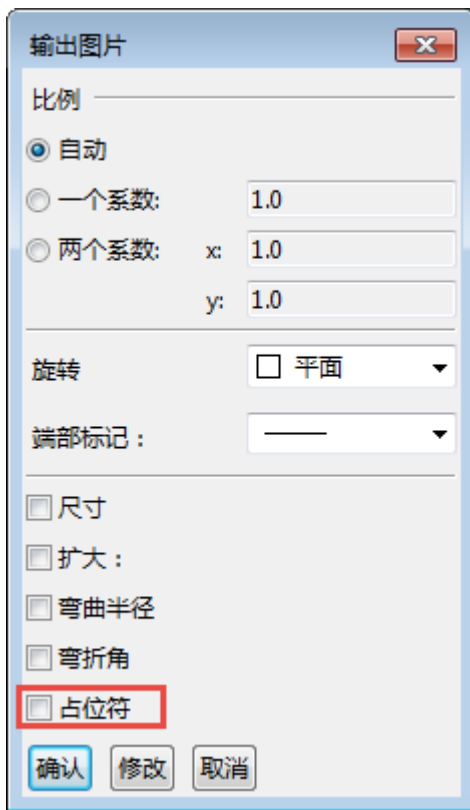 输出图片
比例
自动
一个系数: 1.0
两个系数: x: 1.0
y: 1.0
旋转 平面
端部标记：
尺寸
扩大：
弯曲半径
弯折角
占位符
确认 修改 取消